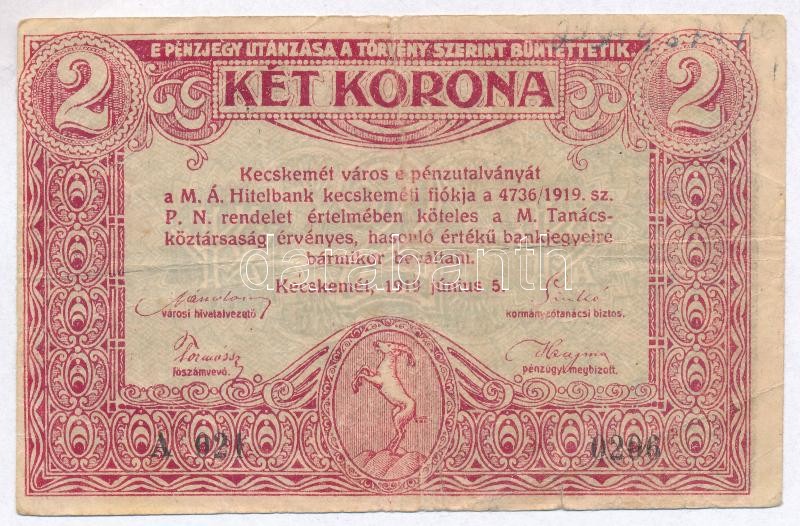 E PÉNZJEGY UTÁNZÁSA A TÖRVÉNY SZERINT BÜNTETTETIK.
2 KÉT KORONA 2
Kecskemét város e pénzutalványát
a M. Á. Hitelbank kecskeméti fiókja a 4736/1919. sz.
P. N. rendelet értelmében köteles a M. Tanács-
köztársaság érvényes, hasonló értékű bankjegyeire
bármikor beváltani.
databanth
Kecskemét, 1919 június 5.
városi hivatalvezető kormányzótanácsi biztos.
főszámvevő. pénzügyi megbizott.
A 021 0206